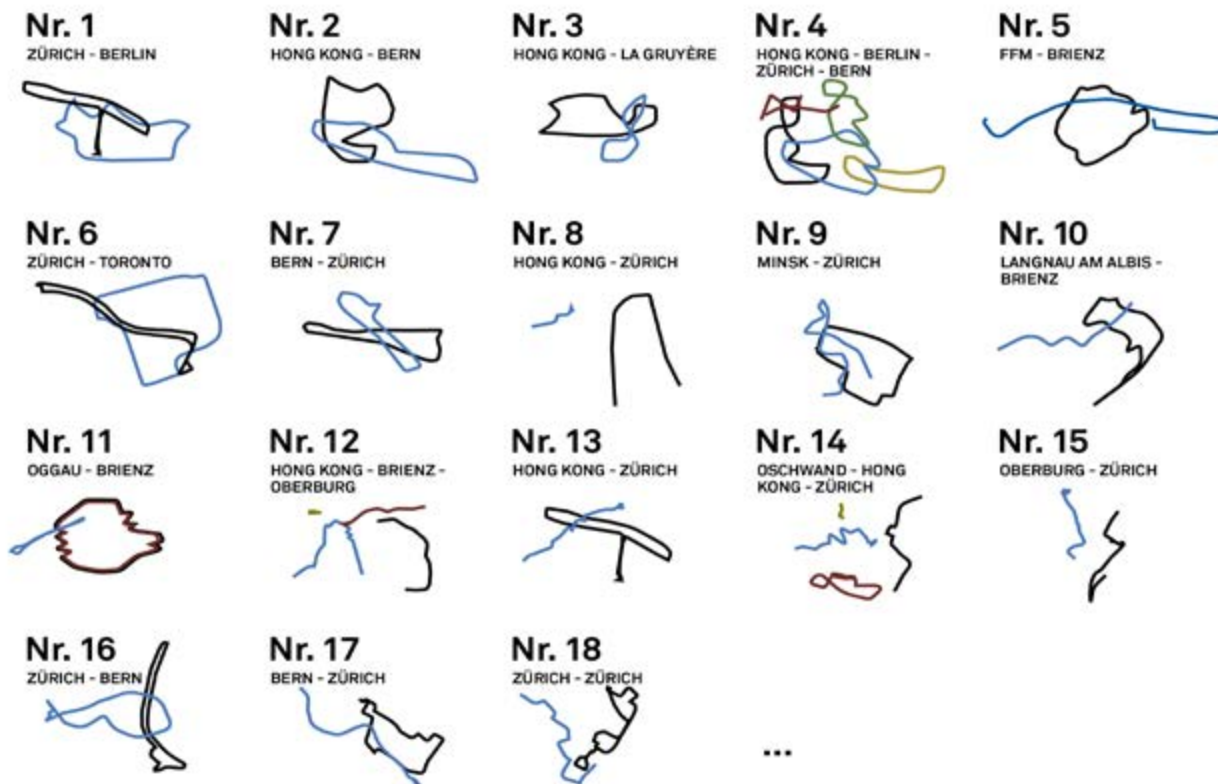 Nr. 1
ZÜRICH - BERLIN
Nr. 2
HONG KONG - BERN
Nr. 3
HONG KONG - LA GRUYÈRE
Nr. 4
HONG KONG - BERLIN -
ZÜRICH - BERN
Nr. 5
FFM - BRIENZ
Nr. 6
ZÜRICH - TORONTO
Nr. 7
BERN - ZÜRICH
Nr. 8
HONG KONG - ZÜRICH
Nr. 9
MINSK - ZÜRICH
Nr. 10
LANGNAU AM ALBIS -
BRIENZ
Nr. 11
OGGAU - BRIENZ
Nr. 12
HONG KONG - BRIENZ -
OBERBURG
Nr. 13
HONG KONG - ZÜRICH
Nr. 14
OSCHWAND - HONG
KONG - ZÜRICH
Nr. 15
OBERBURG - ZÜRICH
Nr. 16
ZÜRICH - BERN
Nr. 17
BERN - ZÜRICH
Nr. 18
ZÜRICH - ZÜRICH
...